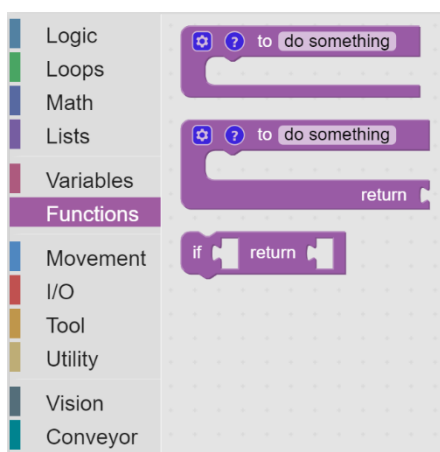 Logic
Loops
Math
Lists
Variables
Functions
Movement
I/O
Tool
Utility
Vision
Conveyor
? to do something
? to do something
return
if return